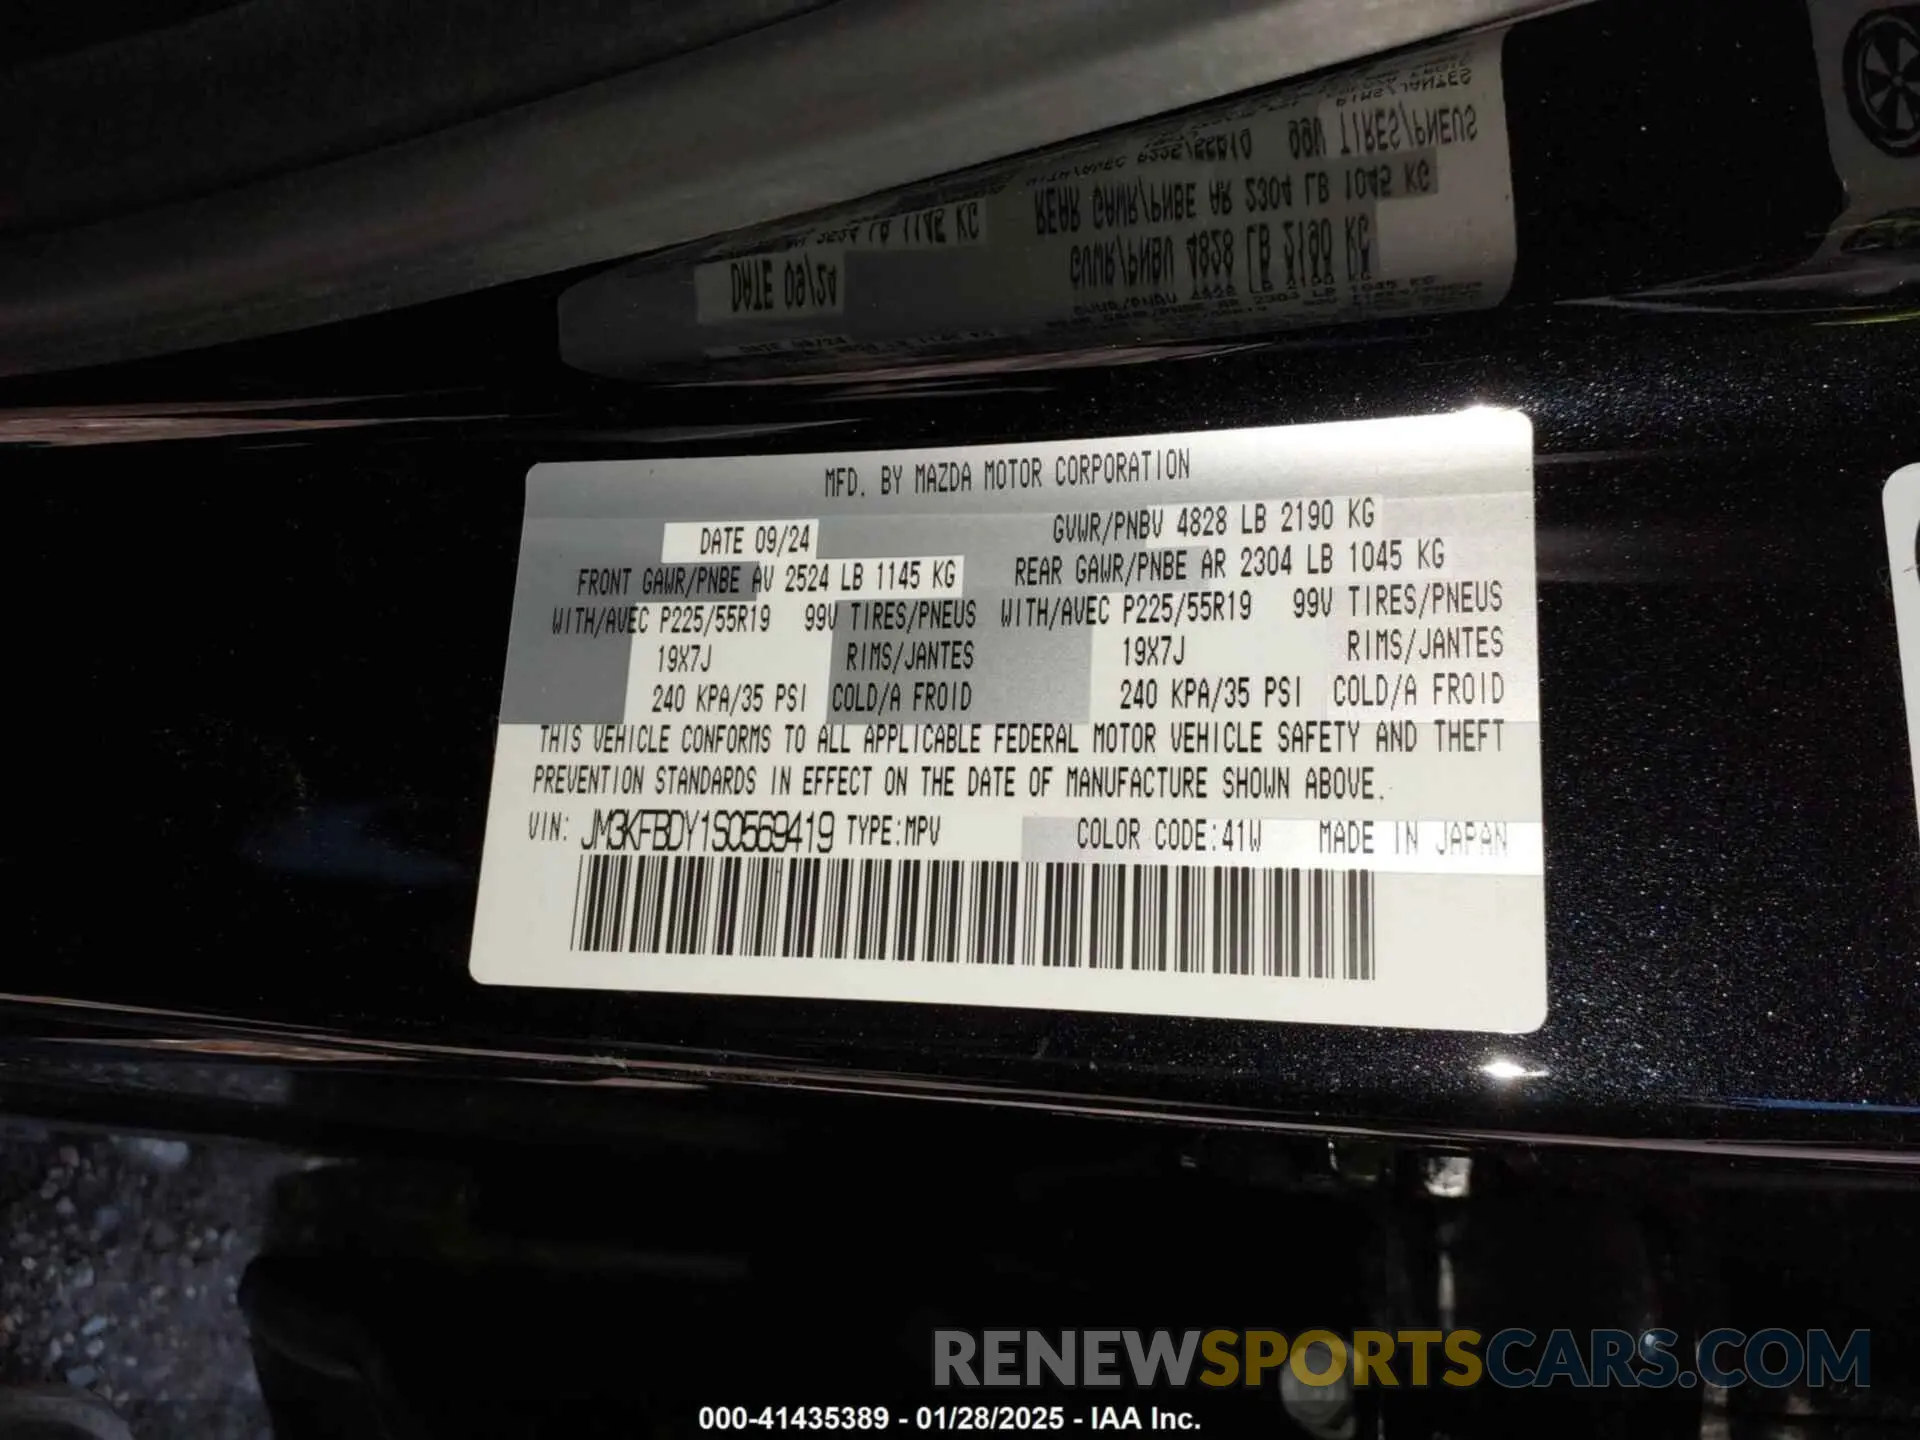 MFD. BY MAZDA MOTOR CORPORATION
DATE 09/24 GVWR/PNBV 4828 LB 2190 KG
FRONT GAWR/PNBE AV 2524 LB 1145 KG REAR GAWR/PNBE AR 2304 LB 1045 KG
WITH/AVEC P225/55R19 99V TIRES/PNEUS WITH/AVEC P225/55R19 99V TIRES/PNEUS
19X7J RIMS/JANTES 19X7J RIMS/JANTES
240 KPA/35 PSI COLD/A FROID 240 KPA/35 PSI COLD/A FROID
THIS VEHICLE CONFORMS TO ALL APPLICABLE FEDERAL MOTOR VEHICLE SAFETY AND THEFT
PREVENTION STANDARDS IN EFFECT ON THE DATE OF MANUFACTURE SHOWN ABOVE.
VIN: JM3KFBDY1S0569419 TYPE:MPV COLOR CODE:41W MADE IN JAPAN
RENEWSPORTSCARS.COM
000-41435389 - 01/28/2025 - IAA Inc.